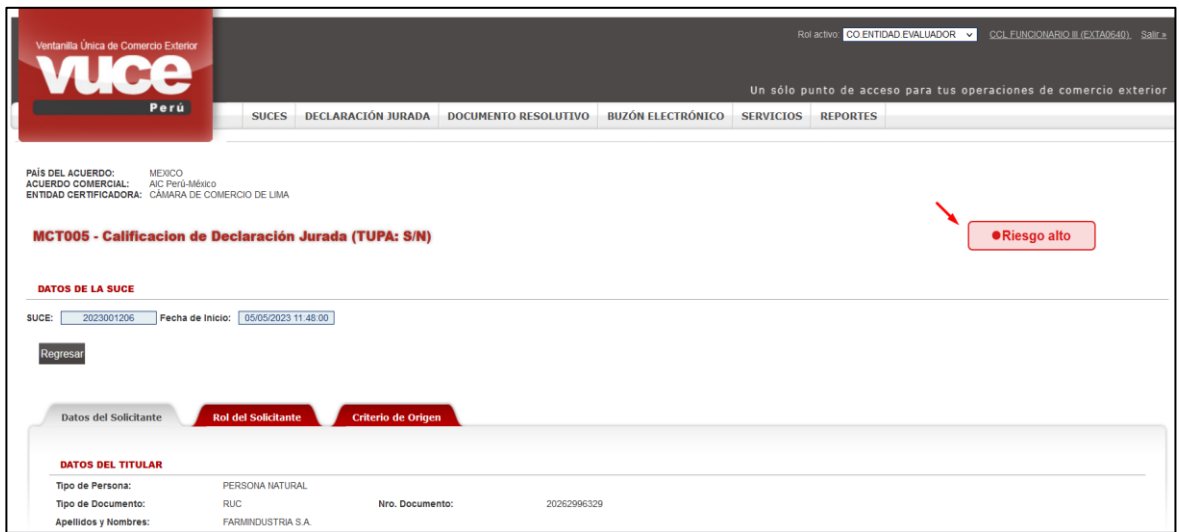 Ventanilla Única de Comercio Exterior
vuce
Perú
Rol activo: CO.ENTIDAD.EVALUADOR CCL FUNCIONARIO III (EXTA0640) Salir »
Un sólo punto de acceso para tus operaciones de comercio exterior
SUCES DECLARACIÓN JURADA DOCUMENTO RESOLUTIVO BUZÓN ELECTRÓNICO SERVICIOS REPORTES
PAÍS DEL ACUERDO: MEXICO
ACUERDO COMERCIAL: AIC Perú-México
ENTIDAD CERTIFICADORA: CÁMARA DE COMERCIO DE LIMA
MCT005 - Calificacion de Declaración Jurada (TUPA: S/N)
Riesgo alto
DATOS DE LA SUCE
SUCE: 2023001206 Fecha de Inicio: 05/05/2023 11:48:00
Regresar
Datos del Solicitante Rol del Solicitante Criterio de Origen
DATOS DEL TITULAR
Tipo de Persona: PERSONA NATURAL
Tipo de Documento: RUC Nro. Documento: 20262996329
Apellidos y Nombres: FARMINDUSTRIA S.A.